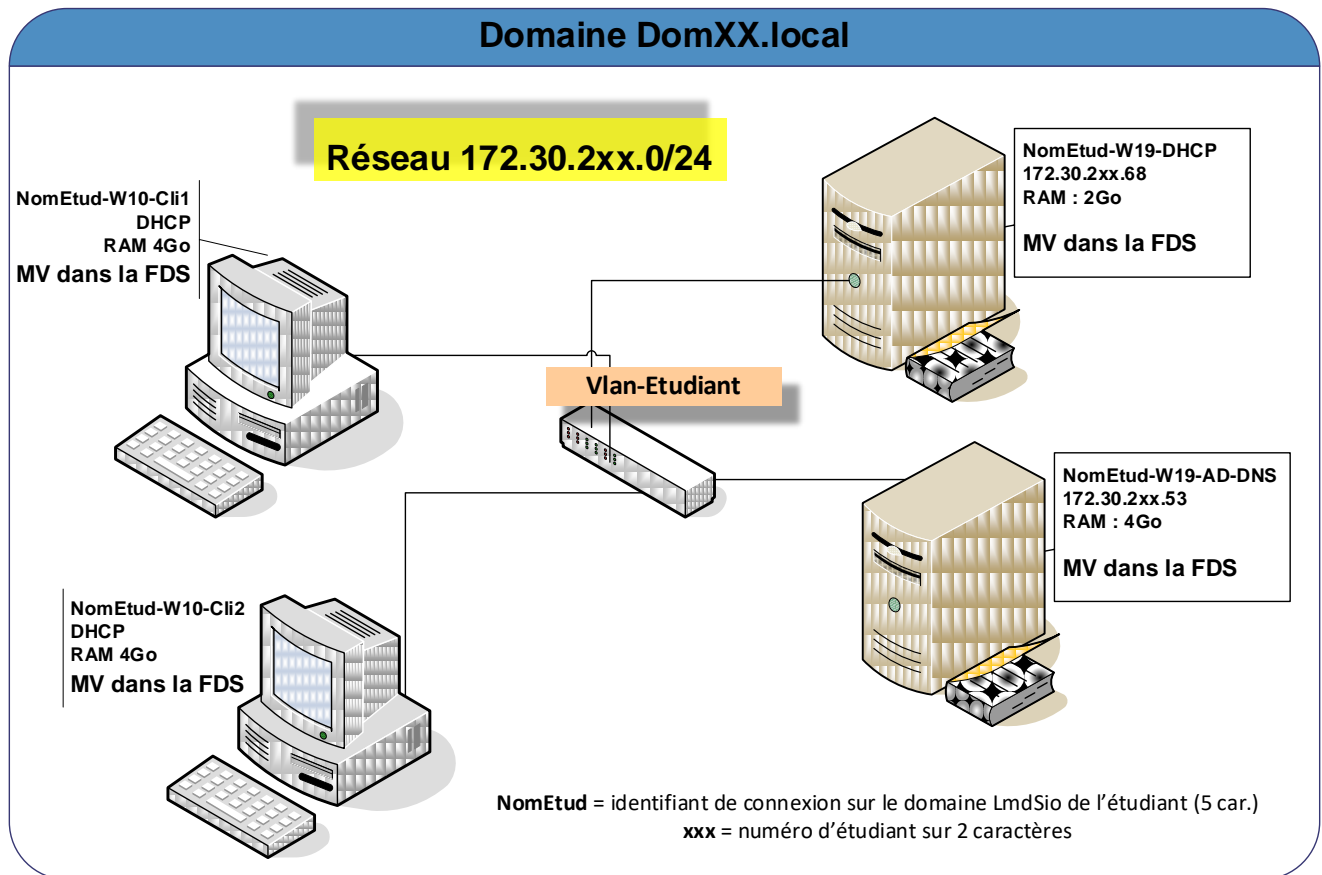 Domaine DomXX.local
Réseau 172.30.2xx.0/24
NomEtud-W19-DHCP
172.30.2xx.68
RAM : 2Go
MV dans la FDS
NomEtud-W10-Cli1
DHCP
RAM 4Go
MV dans la FDS
Vlan-Etudiant
NomEtud-W19-AD-DNS
172.30.2xx.53
RAM : 4Go
MV dans la FDS
NomEtud-W10-Cli2
DHCP
RAM 4Go
MV dans la FDS
NomEtud = identifiant de connexion sur le domaine LmdSio de l'étudiant (5 car.)
xxx = numéro d'étudiant sur 2 caractères